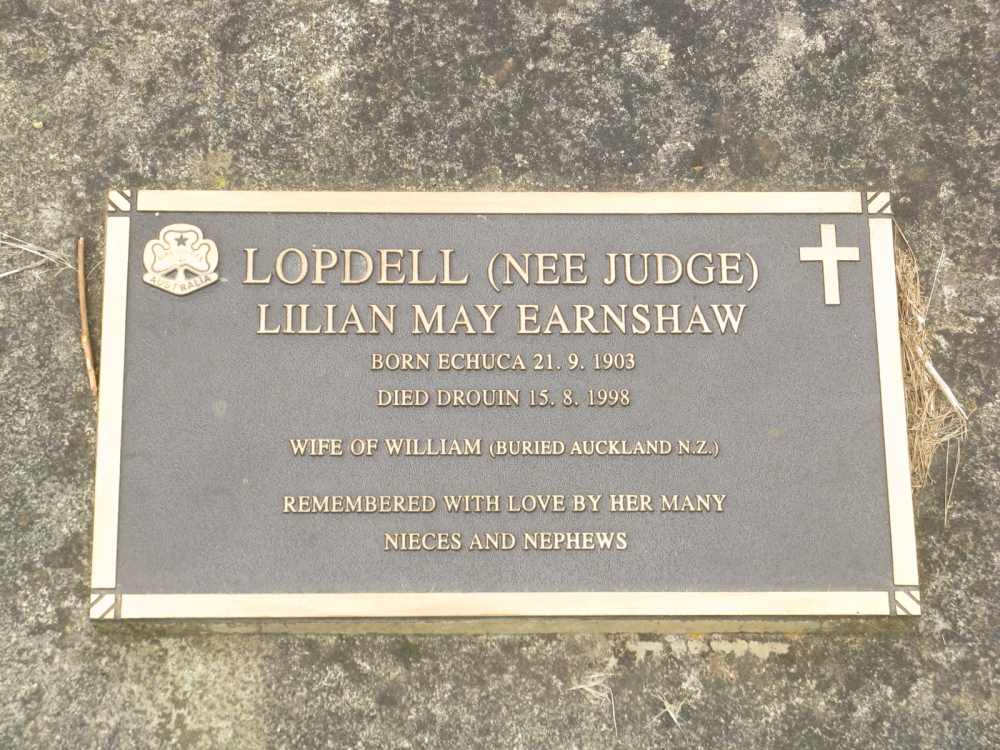 AUSTRALIA
LOPDELL (NEE JUDGE)
LILIAN MAY EARNSHAW
BORN ECHUCA 21. 9. 1903
DIED DROUIN 15. 8. 1998
WIFE OF WILLIAM (BURIED AUCKLAND N.Z.)
REMEMBERED WITH LOVE BY HER MANY
NIECES AND NEPHEWS